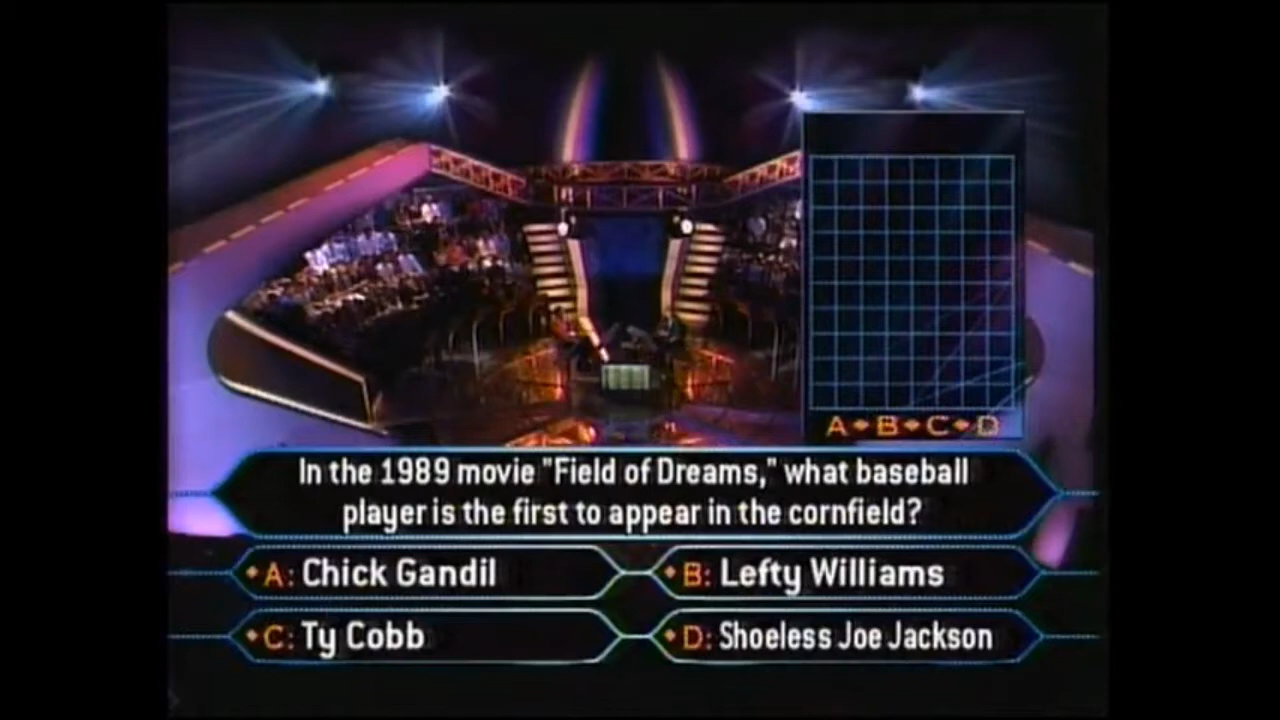 A B C D
In the 1989 movie "Field of Dreams," what baseball
player is the first to appear in the cornfield?
A: Chick Gandil
B: Lefty Williams
C: Ty Cobb
D: Shoeless Joe Jackson